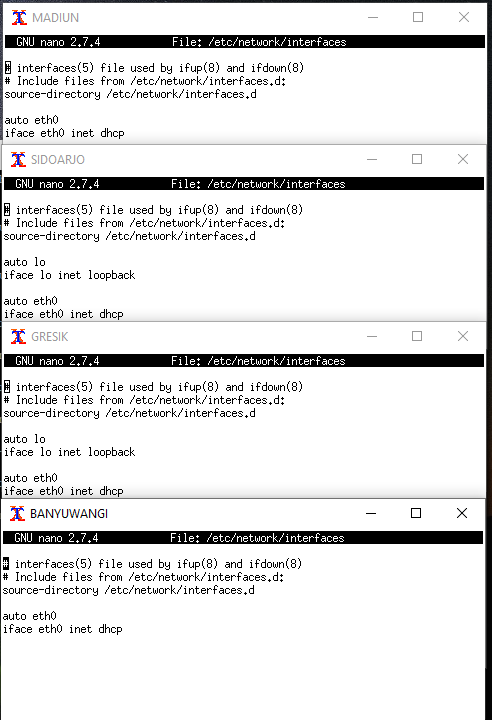 MADIUN
GNU nano 2.7.4 File: /etc/network/interfaces
# interfaces(5) file used by ifup(8) and ifdown(8)
# Include files from /etc/network/interfaces.d:
source-directory /etc/network/interfaces.d
auto eth0
iface eth0 inet dhcp
SIDOARJO
GNU nano 2.7.4 File: /etc/network/interfaces
# interfaces(5) file used by ifup(8) and ifdown(8)
# Include files from /etc/network/interfaces.d:
source-directory /etc/network/interfaces.d
auto lo
iface lo inet loopback
auto eth0
iface eth0 inet dhcp
GRESIK
GNU nano 2.7.4 File: /etc/network/interfaces
# interfaces(5) file used by ifup(8) and ifdown(8)
# Include files from /etc/network/interfaces.d:
source-directory /etc/network/interfaces.d
auto lo
iface lo inet loopback
auto eth0
iface eth0 inet dhcp
BANYUWANGI
GNU nano 2.7.4 File: /etc/network/interfaces
# interfaces(5) file used by ifup(8) and ifdown(8)
# Include files from /etc/network/interfaces.d:
source-directory /etc/network/interfaces.d
auto eth0
iface eth0 inet dhcp